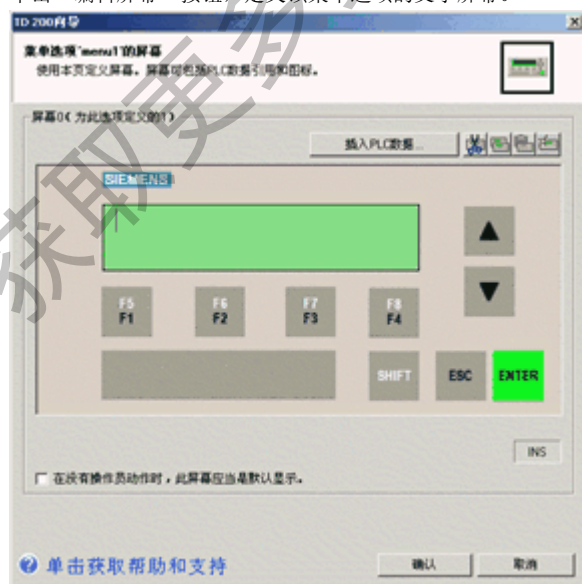 TD 200向导
菜单选项"menu1"的屏幕
使用本页定义屏幕。屏幕可包括PLC数据引用和图标。
屏幕0(为此选项定义的1)
插入PLC数据...
SIEMENS
F5 F6 F7 F8
F1 F2 F3 F4
SHIFT ESC ENTER
INS
在没有操作员动作时，此屏幕应当是默认显示。
单击获取帮助和支持
确认 取消
获取更多